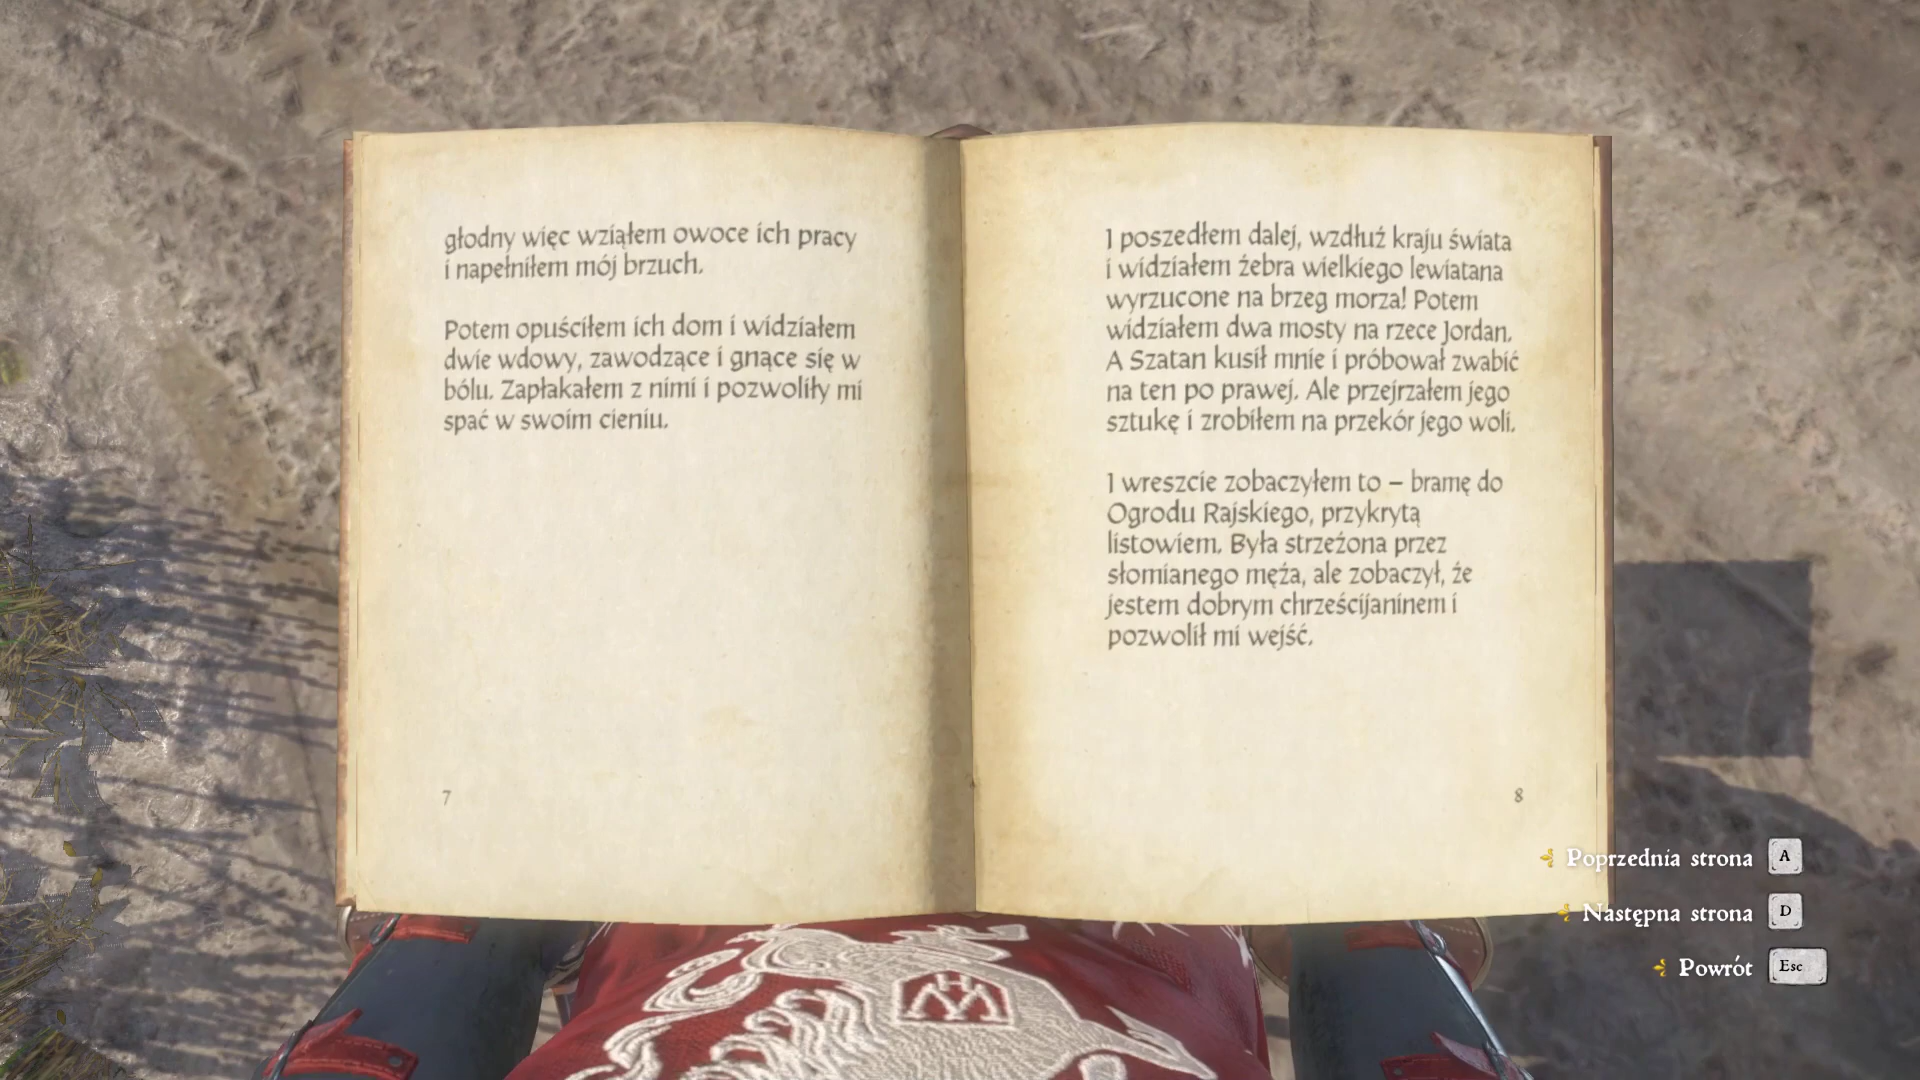 głodny więc wziąłem owoce ich pracy
i napełniłem mój brzuch.
Potem opuściłem ich dom i widziałem
dwie wdowy, zawodzące i gnące się w
bólu. Zapłakałem z nimi i pozwoliły mi
spać w swoim cieniu.
7
I poszedłem dalej, wzdłuż kraju świata
i widziałem żebra wielkiego lewiatana
wyrzucone na brzeg morza! Potem
widziałem dwa mosty na rzece Jordan.
A Szatan kusił mnie i próbował zwabić
na ten po prawej. Ale przejrzałem jego
sztukę i zrobiłem na przekór jego woli.
I wreszcie zobaczyłem to – bramę do
Ogrodu Rajskiego, przykrytą
listowiem. Była strzeżona przez
słomianego męża, ale zobaczył, że
jestem dobrym chrześcijaninem i
pozwolił mi wejść.
8
Poprzednia strona A
Następna strona D
Powrót Esc